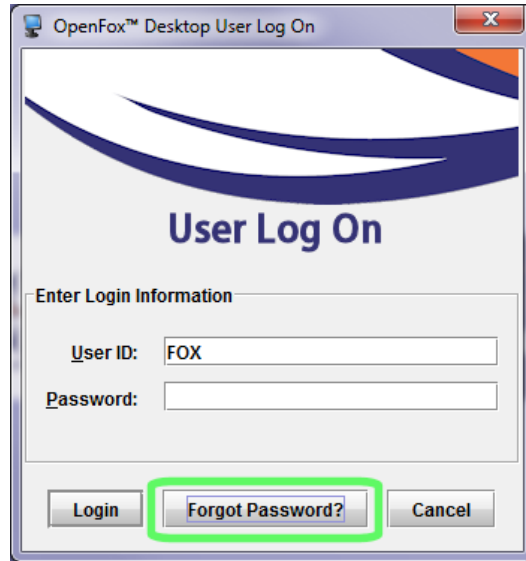 OpenFox™ Desktop User Log On
User Log On
Enter Login Information
User ID: FOX
Password:
Login Forgot Password? Cancel